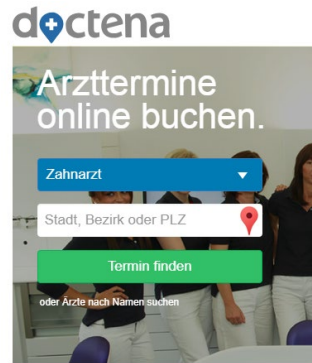 doctena
Arzttermine
online buchen.
Zahnarzt
Stadt, Bezirk oder PLZ
Termin finden
oder Ärzte nach Namen suchen